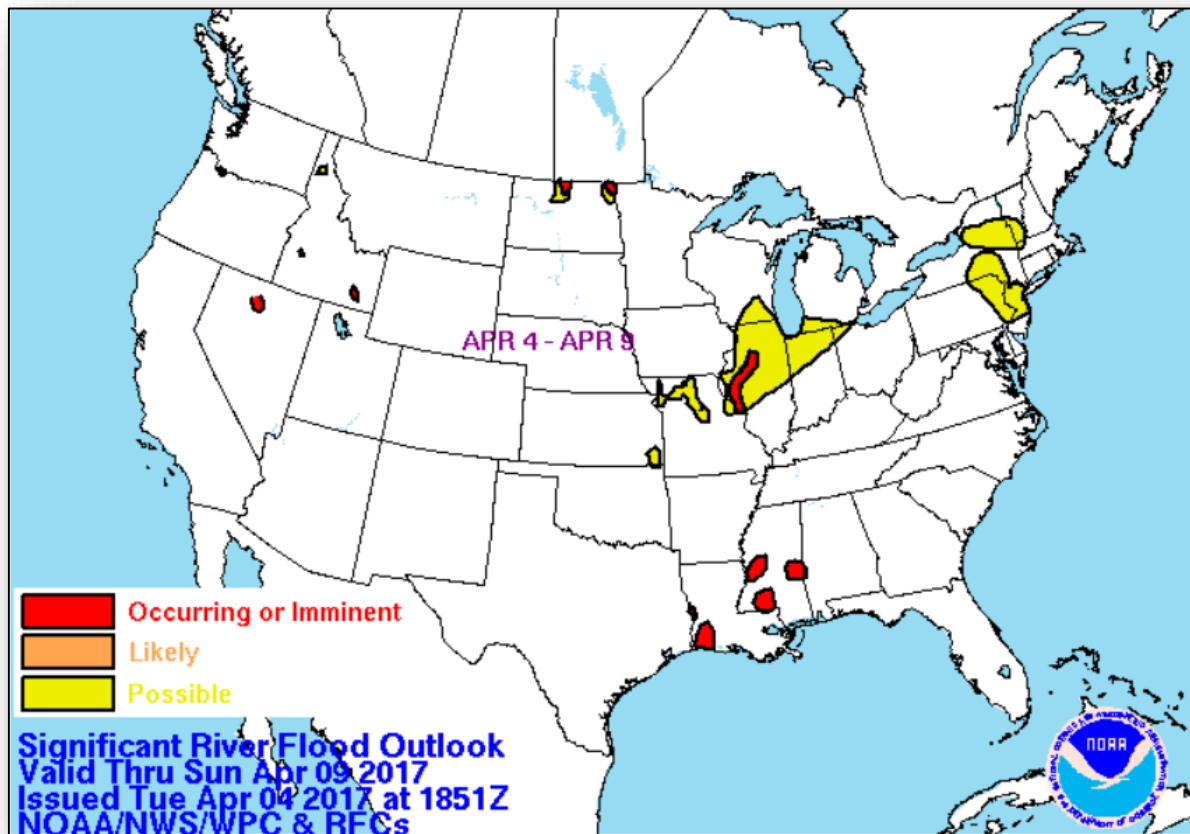 APR 4 - APR 9
Occurring or Imminent
Likely
Possible
Significant River Flood Outlook
Valid Thru Sun Apr 09 2017
Issued Tue Apr 04 2017 at 1851Z
NOAA/NWS/WPC & RFCs
NOAA